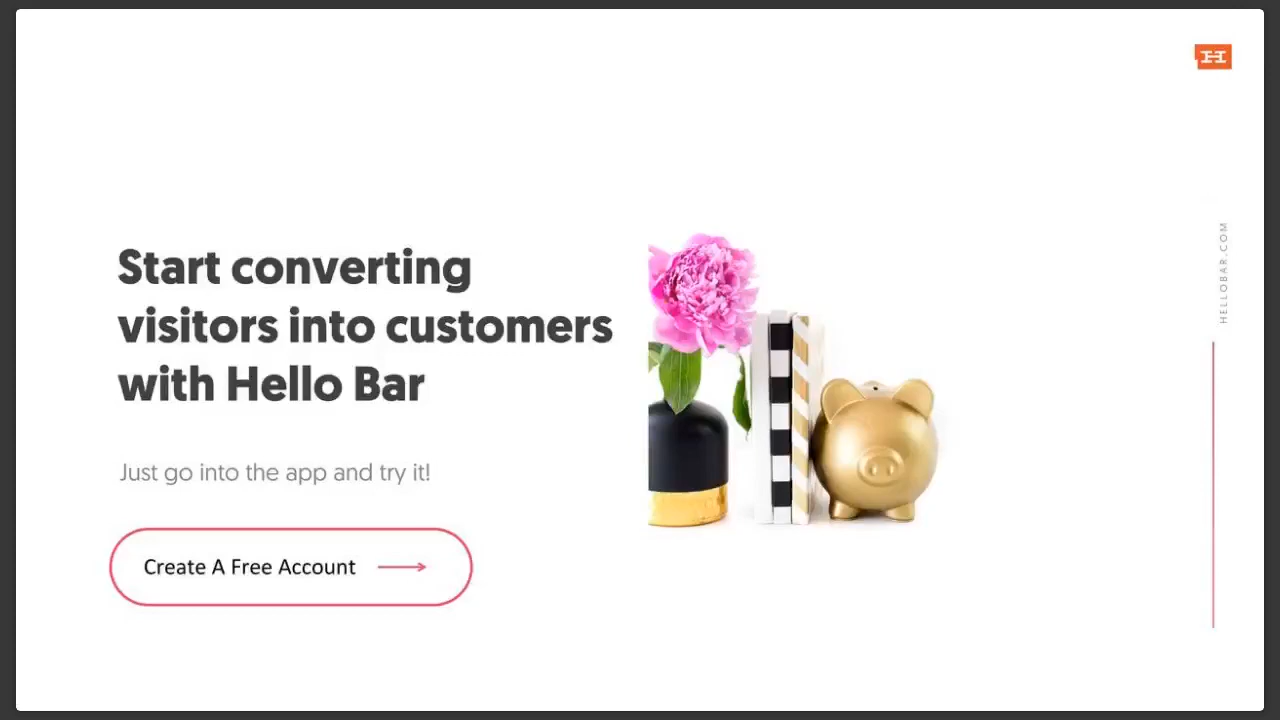 H
Start converting
visitors into customers
with Hello Bar
Just go into the app and try it!
Create A Free Account
HELLOBAR.COM